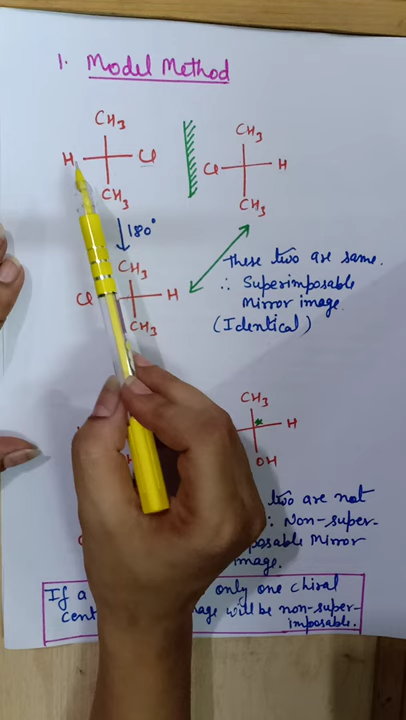 1. Model Method
CH3 CH3
H Cl Cl H
CH3 CH3
180°
CH3
Cl H
CH3
These two are same.
∴ Superimposable
Mirror image.
(Identical)
CH3
H
OH
two are not
∴ Non-super-
posable Mirror
image.
If a only one chiral
cent age will be non-super-
imposable.